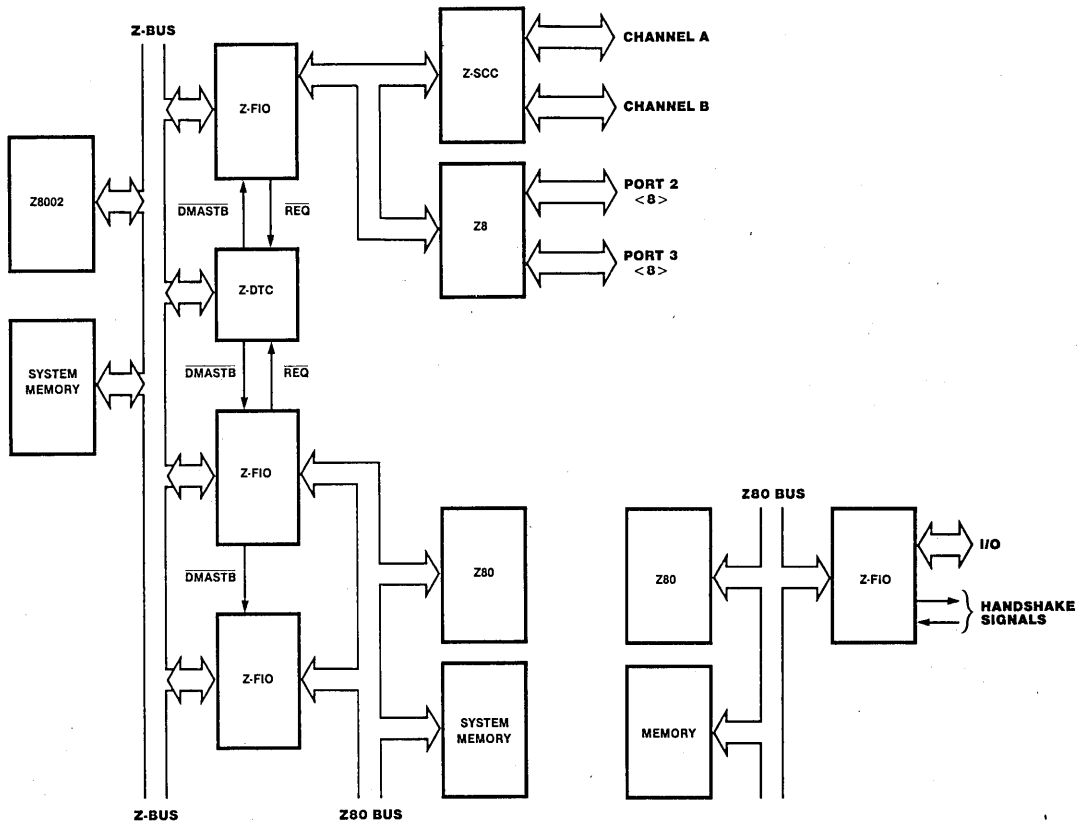 Z-BUS
Z-FIO
Z-SCC
CHANNEL A
CHANNEL B
Z8002
DMASTB
REQ
Z8
PORT 2
<8>
PORT 3
<8>
Z-DTC
SYSTEM
MEMORY
DMASTB
REQ
Z-FIO
Z80
DMASTB
Z-FIO
SYSTEM
MEMORY
Z-BUS
Z80 BUS
Z80 BUS
Z80
Z-FIO
I/O
HANDSHAKE
SIGNALS
MEMORY